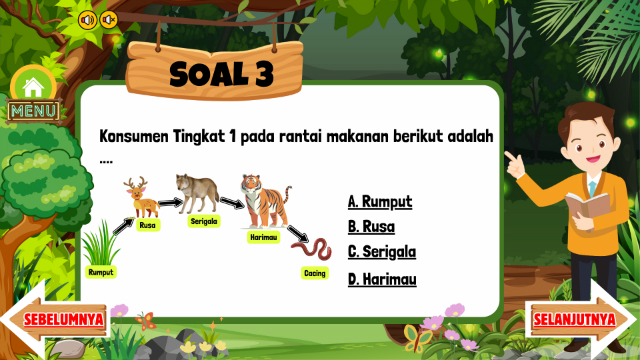 SOAL 3
MENU
Konsumen Tingkat 1 pada rantai makanan berikut adalah
....
Rumput
Rusa
Serigala
Harimau
Cacing
A. Rumput
B. Rusa
C. Serigala
D. Harimau
SEBELUMNYA
SELANJUTNYA